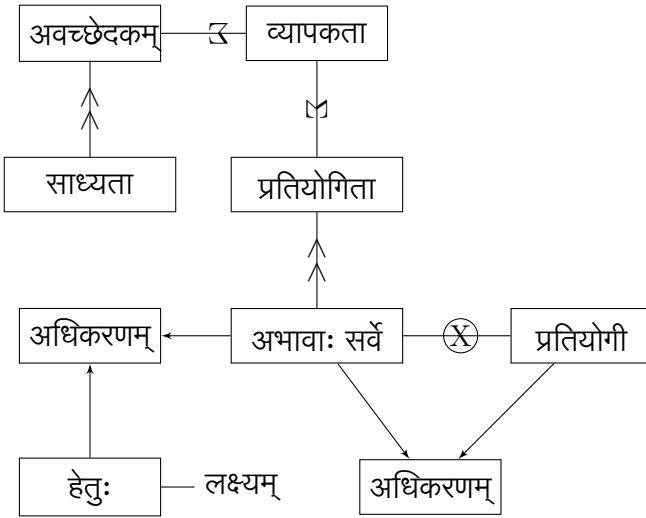 अवच्छेदकम्
व्यापकता
साध्यता
प्रतियोगिता
अधिकरणम्
अभावाः सर्वे
X
प्रतियोगी
हेतुः
लक्ष्यम्
अधिकरणम्